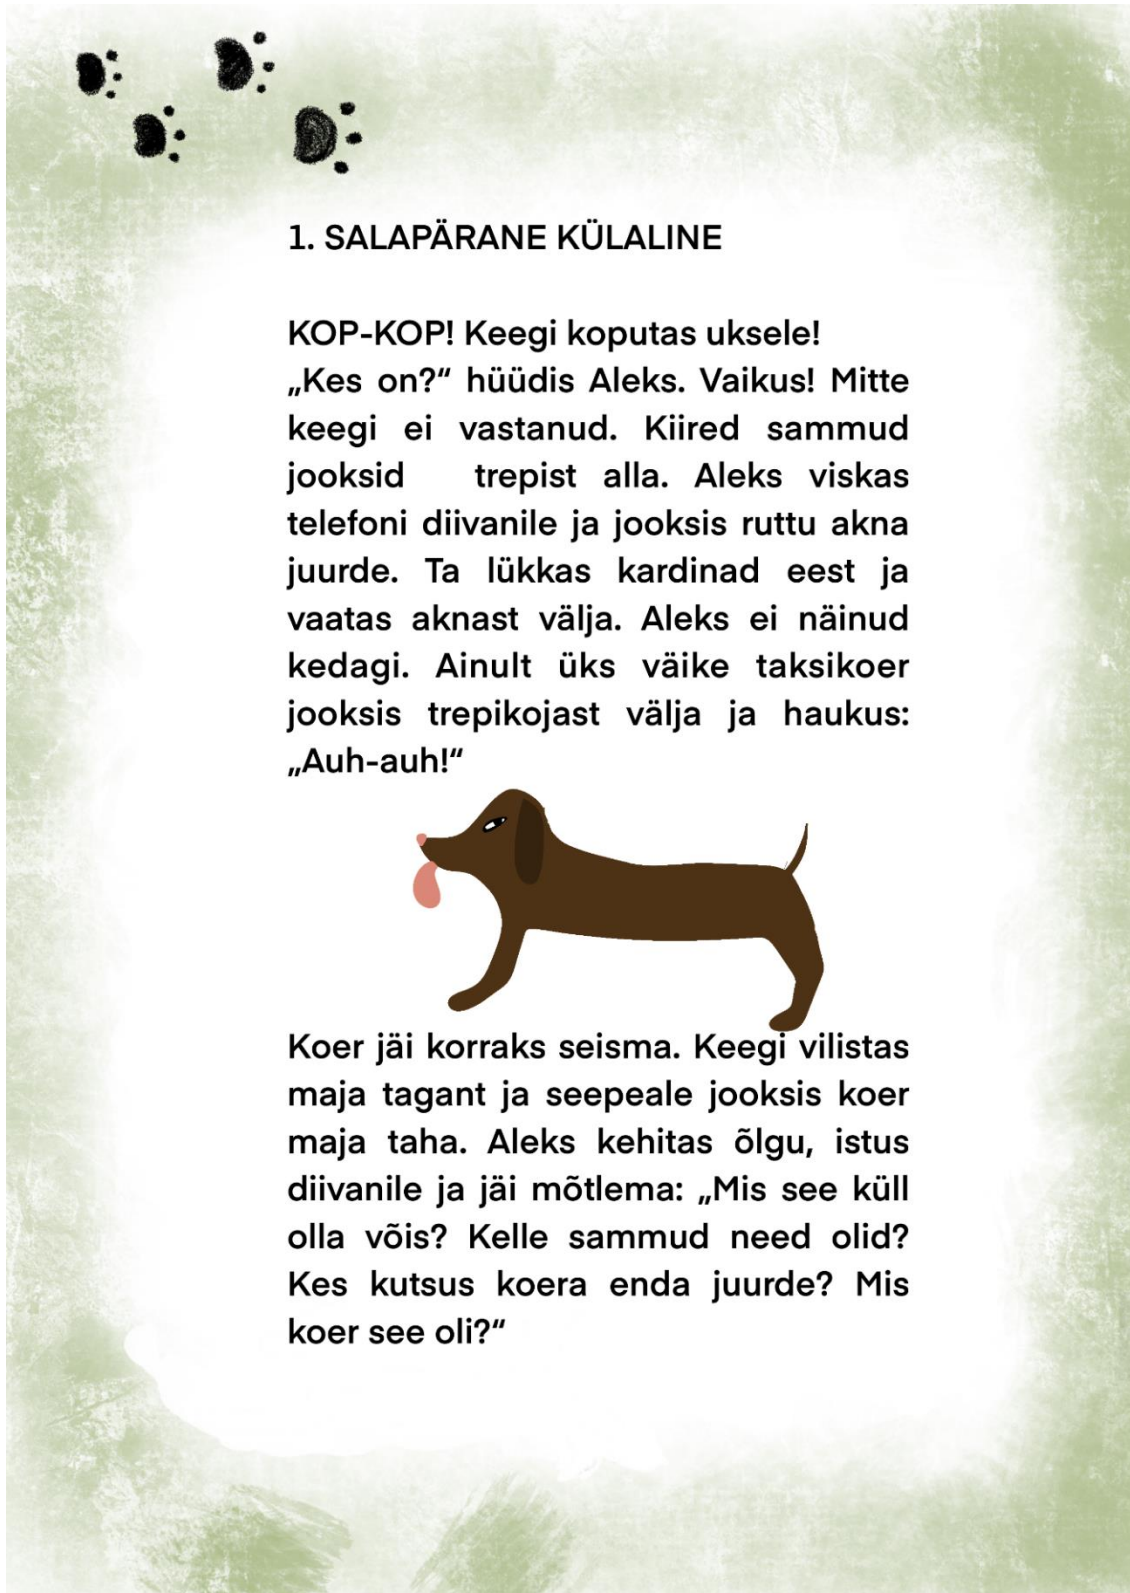 1. SALAPÄRANE KÜLALINE
KOP-KOP! Keegi koputas uksele!
„Kes on?“ hüüdis Aleks. Vaikus! Mitte
keegi ei vastanud. Kiired sammud
jooksid trepist alla. Aleks viskas
telefoni diivanile ja jooksis ruttu akna
juurde. Ta lükkas kardinad eest ja
vaatas aknast välja. Aleks ei näinud
kedagi. Ainult üks väike taksikoer
jooksis trepikojast välja ja haukus:
„Auh-auh!“
Koer jäi korraks seisma. Keegi vilistas
maja tagant ja seepeale jooksis koer
maja taha. Aleks kehitas õlgu, istus
diivanile ja jäi mõtlema: „Mis see küll
olla võis? Kelle sammud need olid?
Kes kutsus koera enda juurde? Mis
koer see oli?“